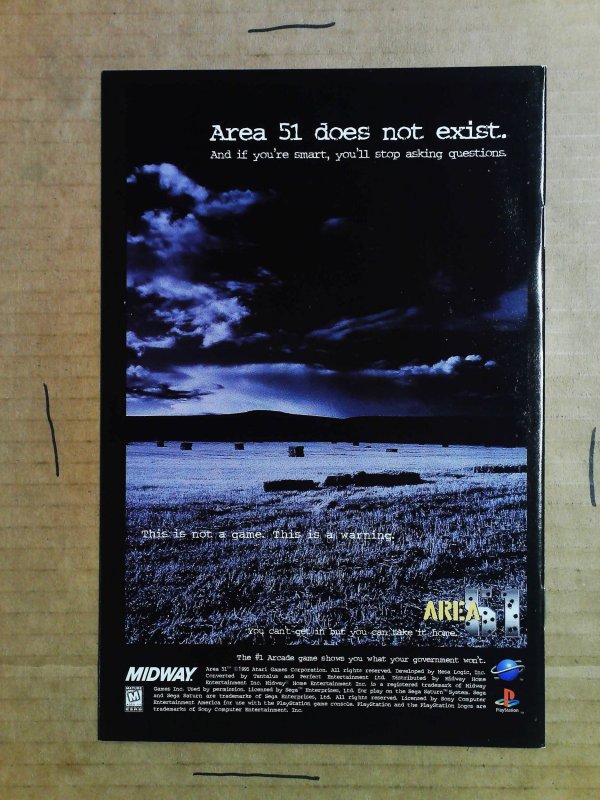 Area 51 does not exist.
And if you're smart, you'll stop asking questions.
This is not a game. This is a warning.
AREA 51
You can't get in but you can take it home.
The #1 Arcade game shows you what your government won't.
MIDWAY
MATURE
M
ESRB
Area 51™ ©1995 Atari Games Corporation. All rights reserved. Developed by Mesa Logic, Inc.
Converted by Tantalus and Perfect Entertainment Ltd. Distributed by Midway Home
Entertainment Inc. Midway® Home Entertainment Inc. is a registered trademark of Midway
Games Inc. Used by permission. Licensed by Sega™ Enterprises, Ltd. for play on the Sega Saturn™ System. Sega
and Sega Saturn are trademarks of Sega Enterprises, Ltd. All rights reserved. Licensed by Sony Computer
Entertainment America for use with the PlayStation game console. PlayStation and the PlayStation logos are
trademarks of Sony Computer Entertainment, Inc.
PlayStation